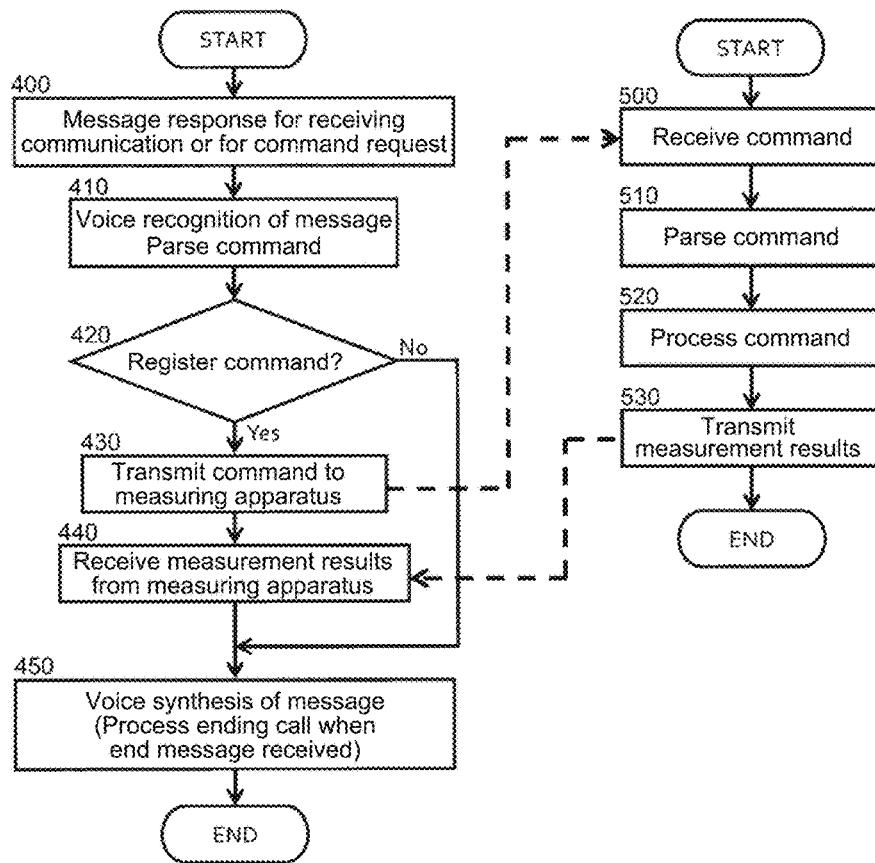 START
400
Message response for receiving
communication or for command request
410
Voice recognition of message
Parse command
420
Register command?
No
Yes
430
Transmit command to
measuring apparatus
440
Receive measurement results
from measuring apparatus
450
Voice synthesis of message
(Process ending call when
end message received)
END
START
500
Receive command
510
Parse command
520
Process command
530
Transmit
measurement results
END